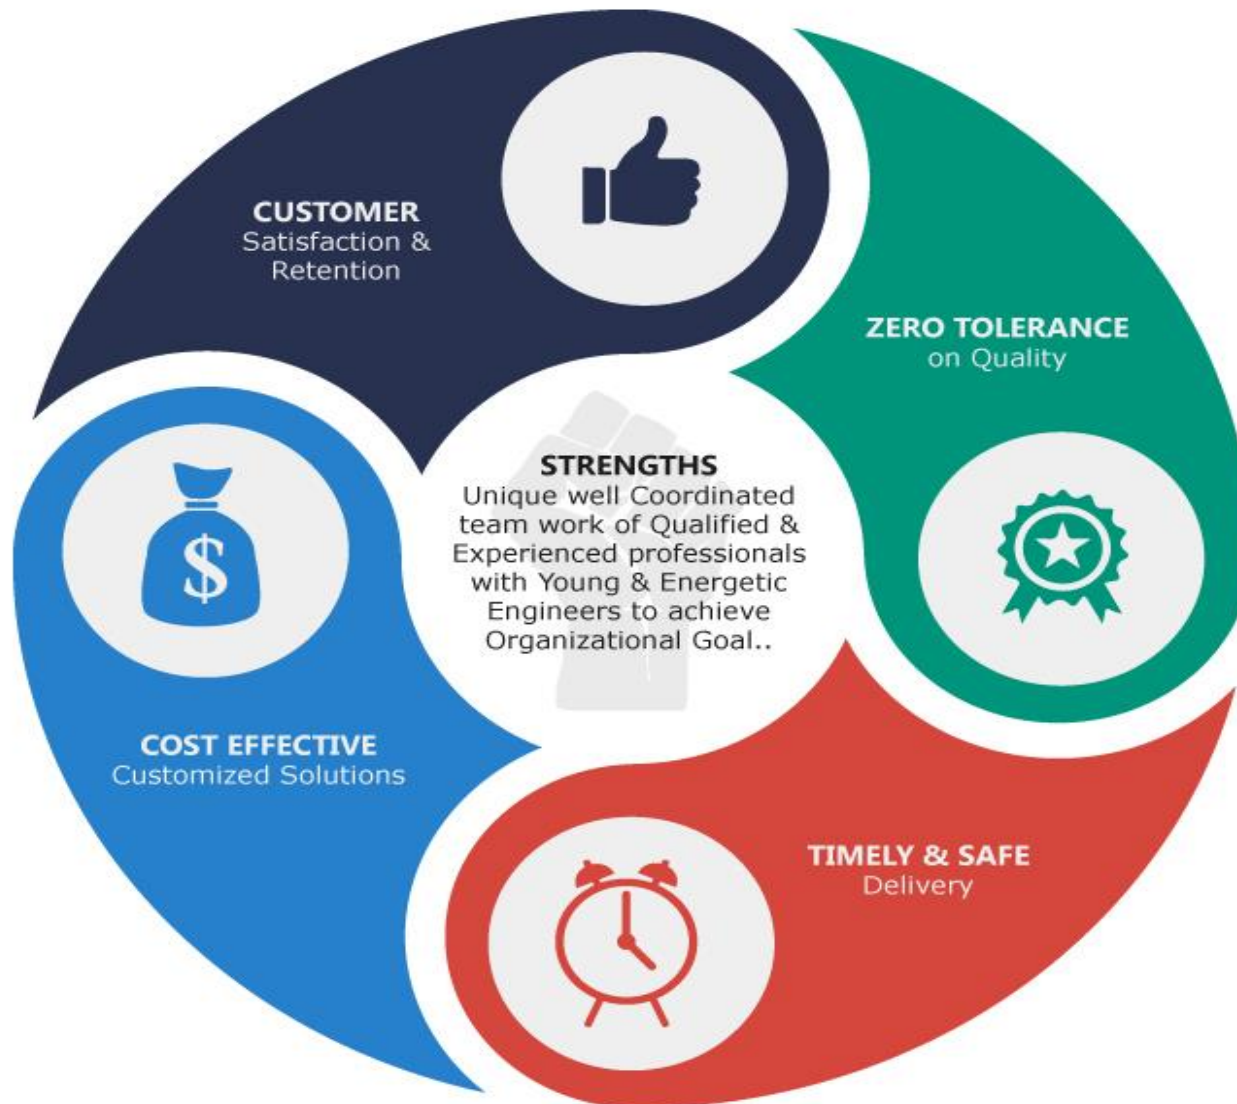 CUSTOMER
Satisfaction &
Retention
ZERO TOLERANCE
on Quality
STRENGTHS
Unique well Coordinated
team work of Qualified &
Experienced professionals
with Young & Energetic
Engineers to achieve
Organizational Goal..
$
COST EFFECTIVE
Customized Solutions
TIMELY & SAFE
Delivery